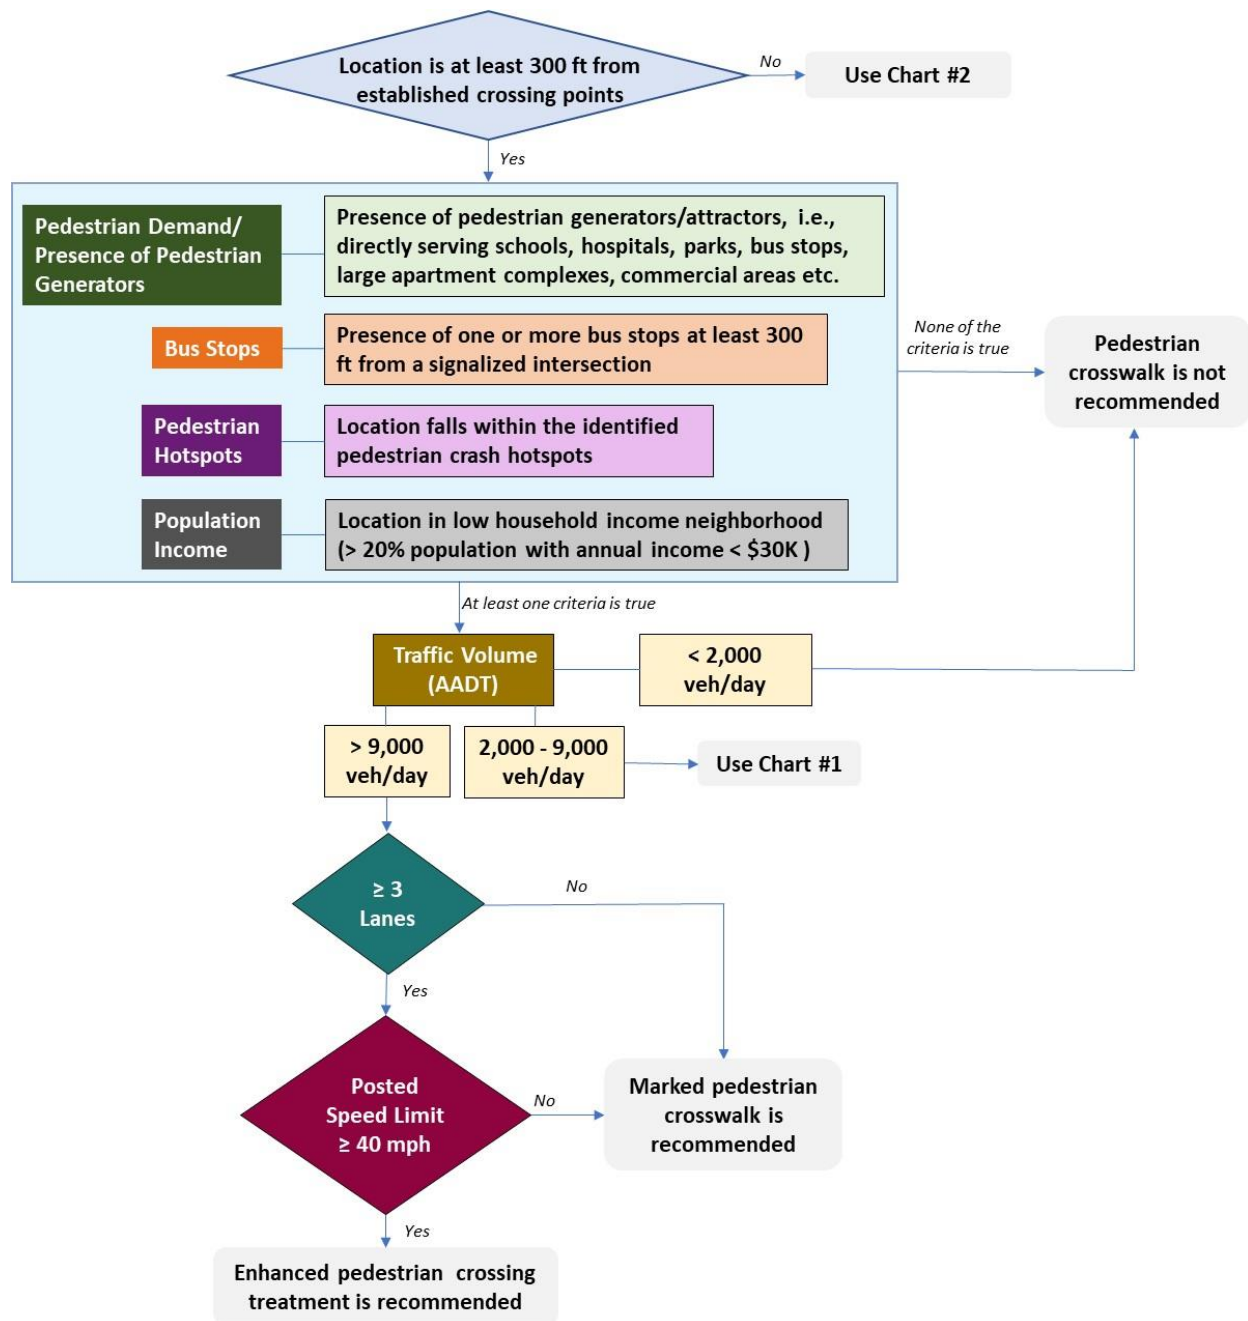 Location is at least 300 ft from
established crossing points
No
Use Chart #2
Yes
Pedestrian Demand/
Presence of Pedestrian
Generators
Presence of pedestrian generators/attractors, i.e.,
directly serving schools, hospitals, parks, bus stops,
large apartment complexes, commercial areas etc.
Bus Stops
Presence of one or more bus stops at least 300
ft from a signalized intersection
None of the
criteria is true
Pedestrian
crosswalk is not
recommended
Pedestrian
Hotspots
Location falls within the identified
pedestrian crash hotspots
Population
Income
Location in low household income neighborhood
(> 20% population with annual income < $30K )
At least one criteria is true
Traffic Volume
(AADT)
< 2,000
veh/day
> 9,000
veh/day
2,000 - 9,000
veh/day
Use Chart #1
≥ 3
Lanes
No
Yes
Posted
Speed Limit
≥ 40 mph
No
Marked pedestrian
crosswalk is
recommended
Yes
Enhanced pedestrian crossing
treatment is recommended